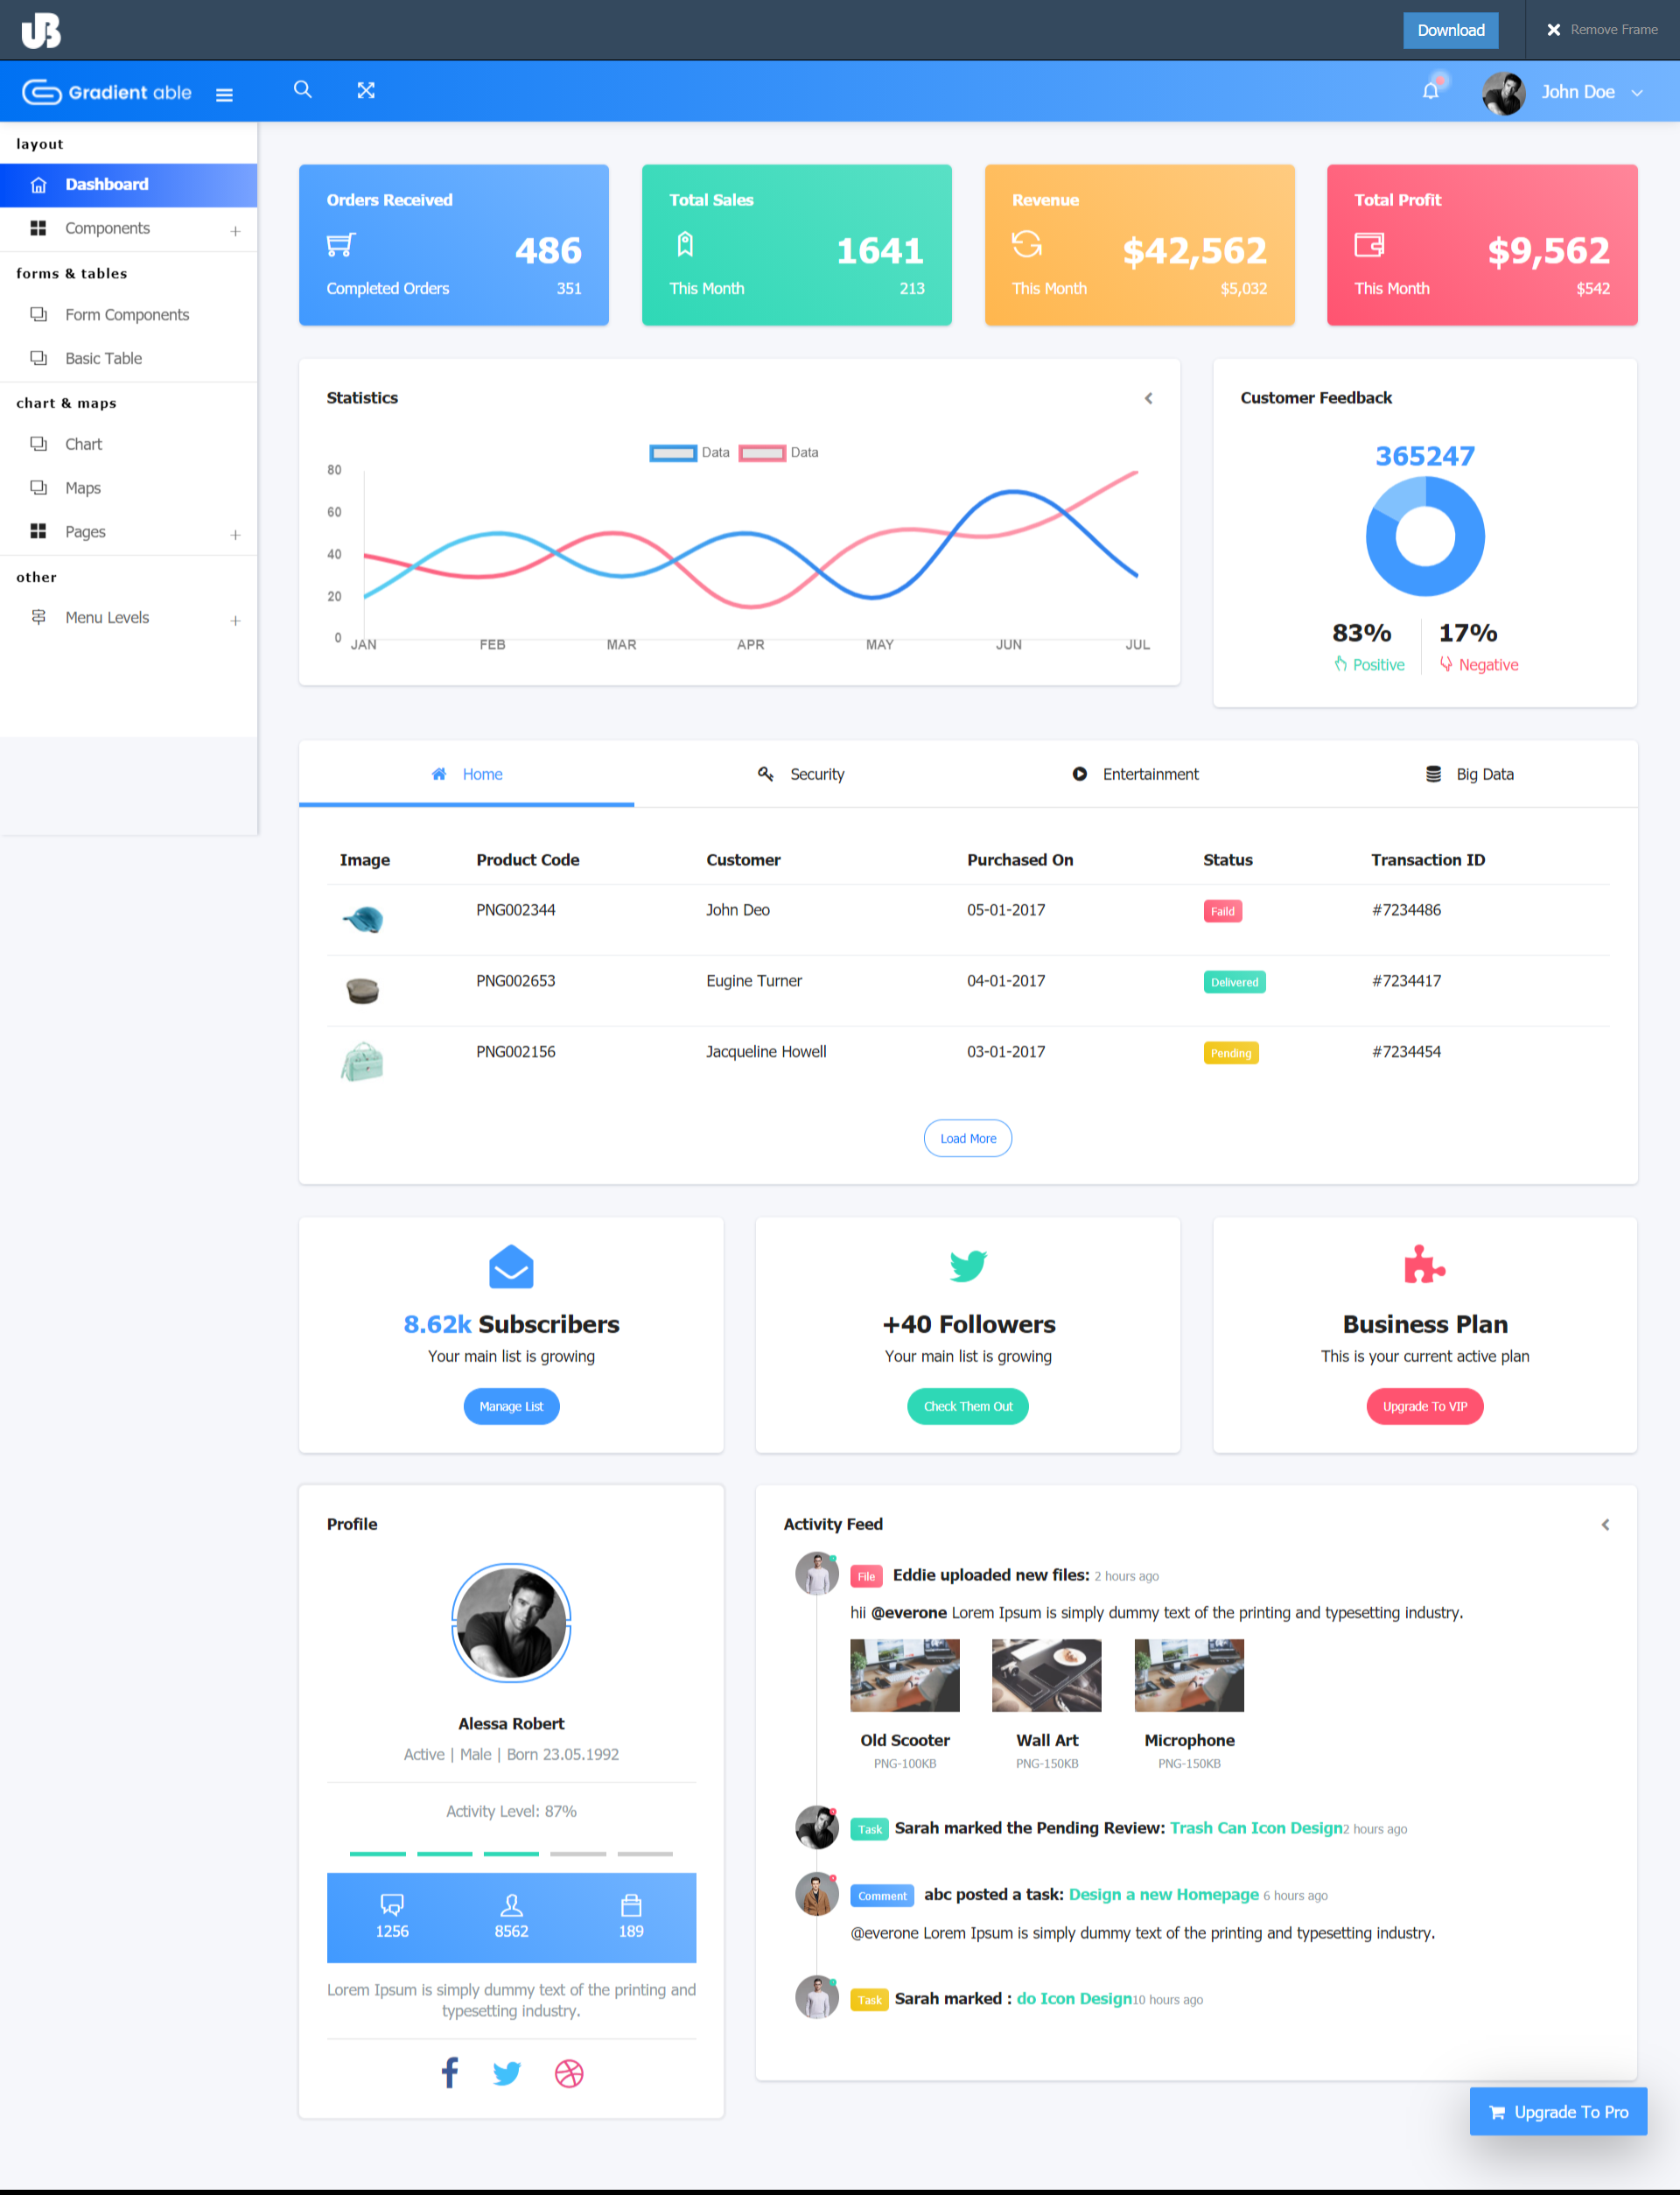 Download
Remove Frame
Gradient able
John Doe
layout
Dashboard
Components
forms & tables
Form Components
Basic Table
chart & maps
Chart
Maps
Pages
other
Menu Levels
Orders Received
486
Completed Orders 351
Total Sales
1641
This Month 213
Revenue
$42,562
This Month $5,032
Total Profit
$9,562
This Month $542
Statistics
Data Data
80
60
40
20
0
JAN FEB MAR APR MAY JUN JUL
Customer Feedback
365247
83% 17%
Positive Negative
Home Security Entertainment Big Data
Image Product Code Customer Purchased On Status Transaction ID
PNG002344 John Deo 05-01-2017 Faild #7234486
PNG002653 Eugine Turner 04-01-2017 Delivered #7234417
PNG002156 Jacqueline Howell 03-01-2017 Pending #7234454
Load More
8.62k Subscribers
Your main list is growing
Manage List
+40 Followers
Your main list is growing
Check Them Out
Business Plan
This is your current active plan
Upgrade To VIP
Profile
Alessa Robert
Active | Male | Born 23.05.1992
Activity Level: 87%
1256 8562 189
Lorem Ipsum is simply dummy text of the printing and
typesetting industry.
Activity Feed
File Eddie uploaded new files: 2 hours ago
hii @everone Lorem Ipsum is simply dummy text of the printing and typesetting industry.
Old Scooter Wall Art Microphone
PNG-100KB PNG-150KB PNG-150KB
Task Sarah marked the Pending Review: Trash Can Icon Design2 hours ago
Comment abc posted a task: Design a new Homepage 6 hours ago
@everone Lorem Ipsum is simply dummy text of the printing and typesetting industry.
Task Sarah marked : do Icon Design10 hours ago
Upgrade To Pro